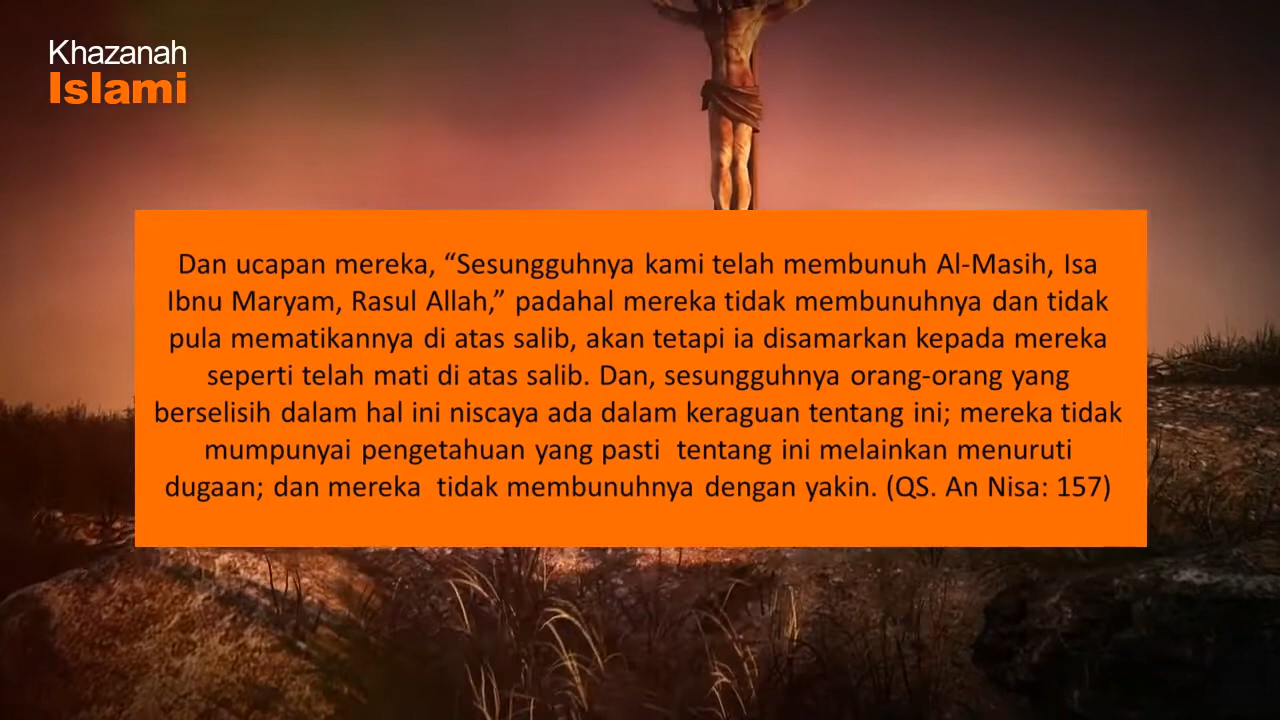 Khazanah
Islami
Dan ucapan mereka, “Sesungguhnya kami telah membunuh Al-Masih, Isa
Ibnu Maryam, Rasul Allah,” padahal mereka tidak membunuhnya dan tidak
pula mematikannya di atas salib, akan tetapi ia disamarkan kepada mereka
seperti telah mati di atas salib. Dan, sesungguhnya orang-orang yang
berselisih dalam hal ini niscaya ada dalam keraguan tentang ini; mereka tidak
mumpunyai pengetahuan yang pasti  tentang ini melainkan menuruti
dugaan; dan mereka  tidak membunuhnya dengan yakin. (QS. An Nisa: 157)